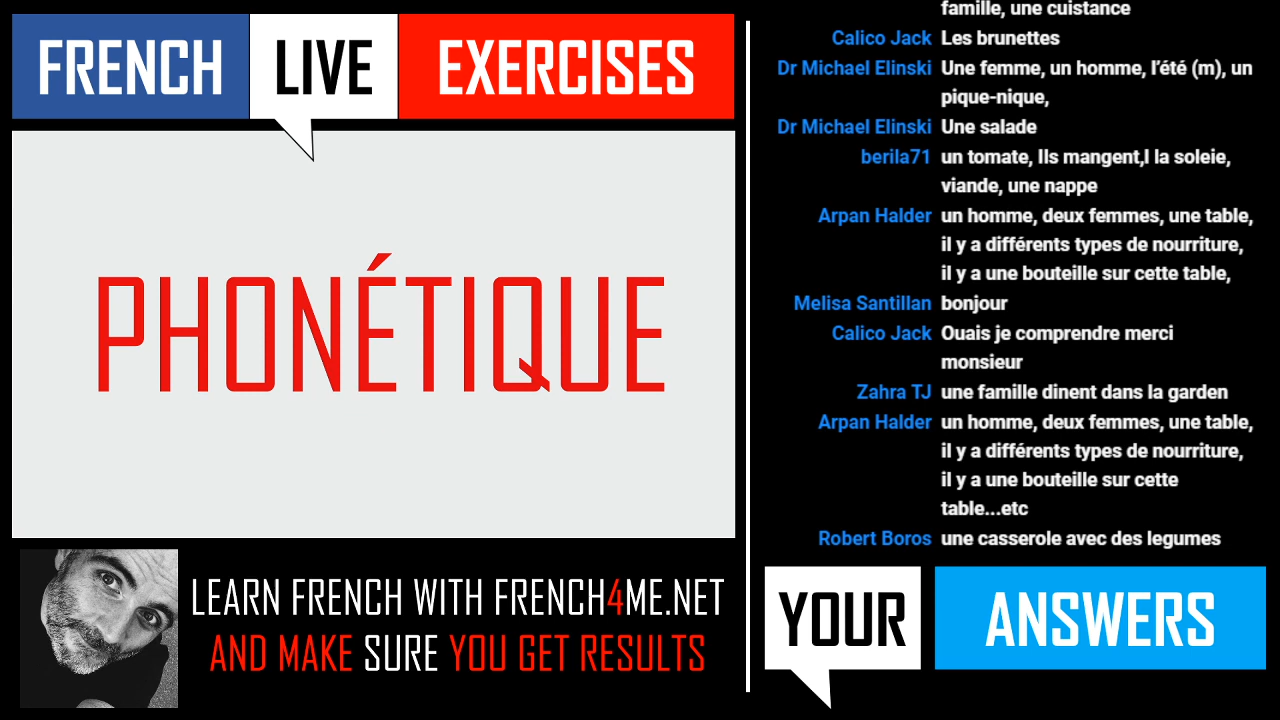 FRENCH LIVE EXERCISES
PHONÉTIQUE
LEARN FRENCH WITH FRENCH4ME.NET
AND MAKE SURE YOU GET RESULTS
famille, une cuistance
Calico Jack Les brunettes
Dr Michael Elinski Une femme, un homme, l'été (m), un
pique-nique,
Dr Michael Elinski Une salade
berila71 un tomate, Ils mangent,l la soleie,
viande, une nappe
Arpan Halder un homme, deux femmes, une table,
il y a différents types de nourriture,
il y a une bouteille sur cette table,
Melisa Santillan bonjour
Calico Jack Ouais je comprendre merci
monsieur
Zahra TJ une famille dinent dans la garden
Arpan Halder un homme, deux femmes, une table,
il y a différents types de nourriture,
il y a une bouteille sur cette
table...etc
Robert Boros une casserole avec des legumes
YOUR ANSWERS